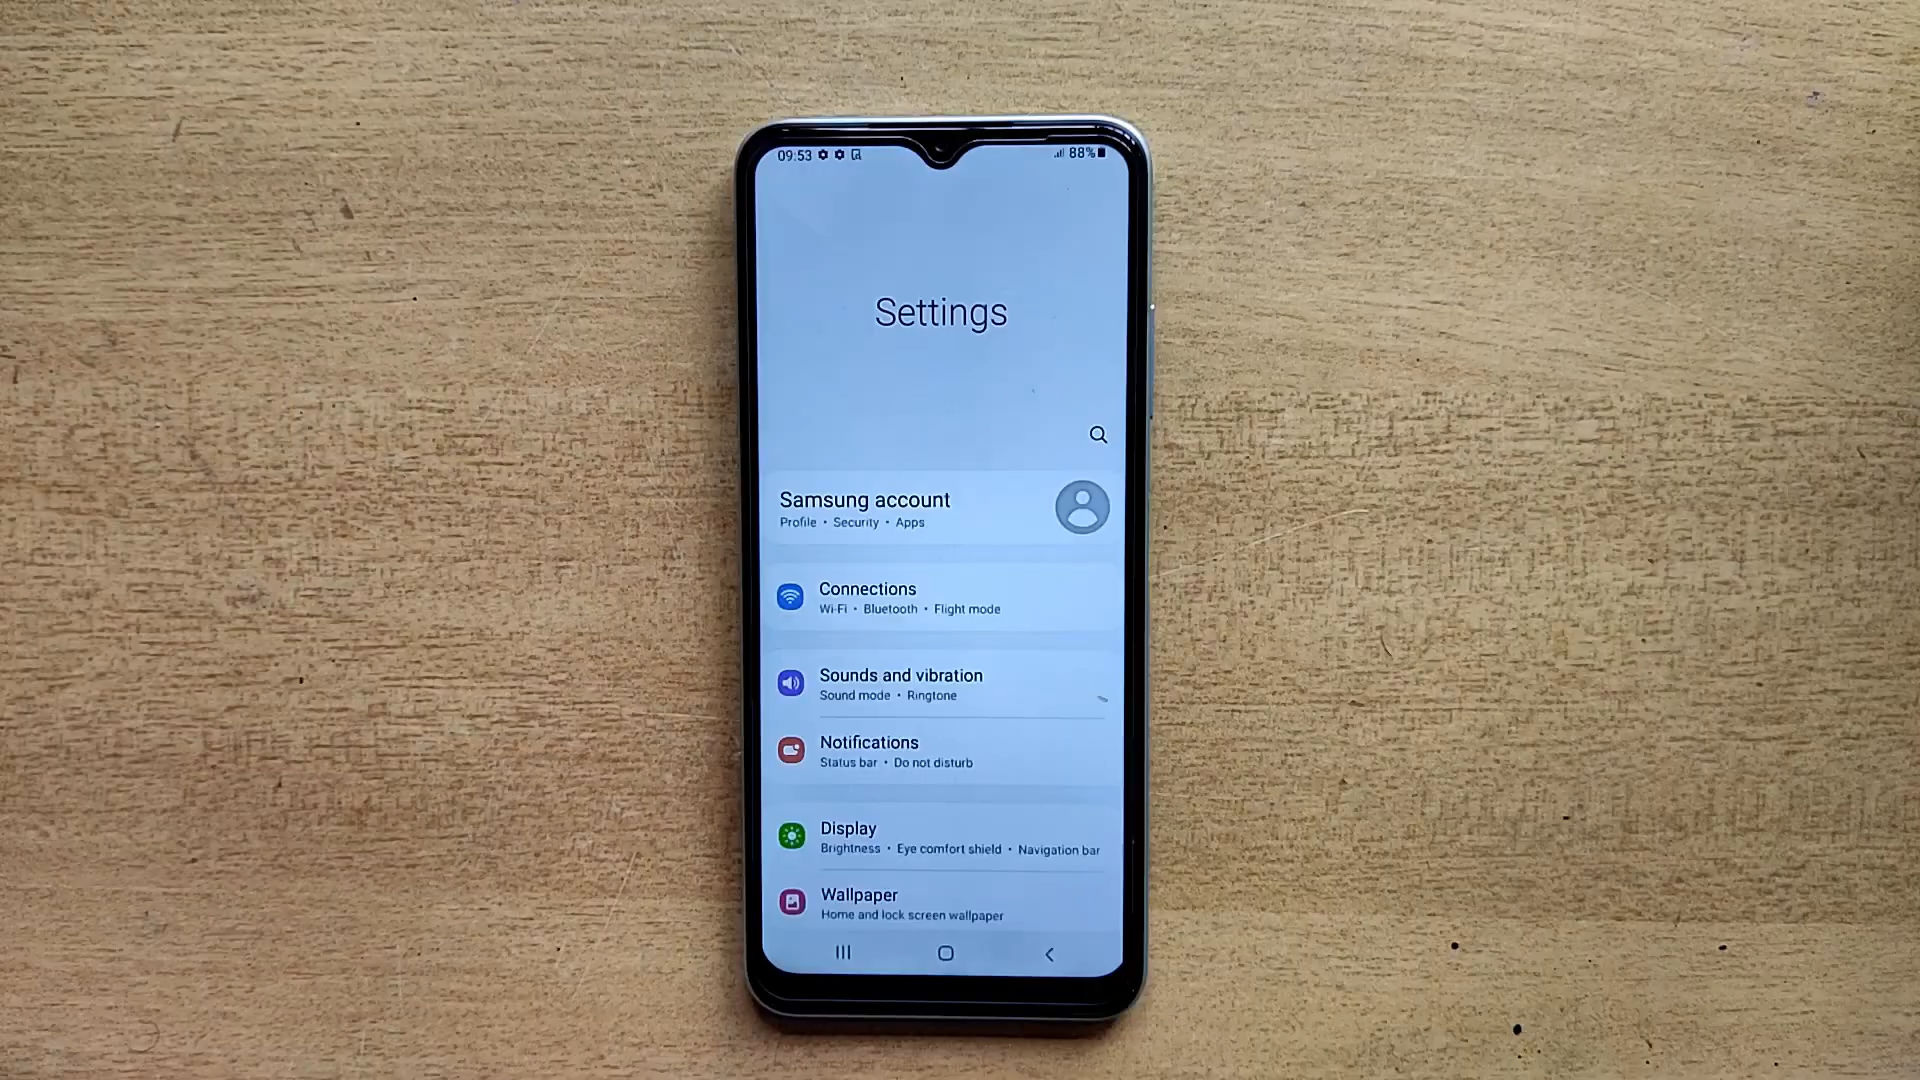 09:53 88%
Settings
Samsung account
Profile • Security • Apps
Connections
Wi-Fi • Bluetooth • Flight mode
Sounds and vibration
Sound mode • Ringtone
Notifications
Status bar • Do not disturb
Display
Brightness • Eye comfort shield • Navigation bar
Wallpaper
Home and lock screen wallpaper